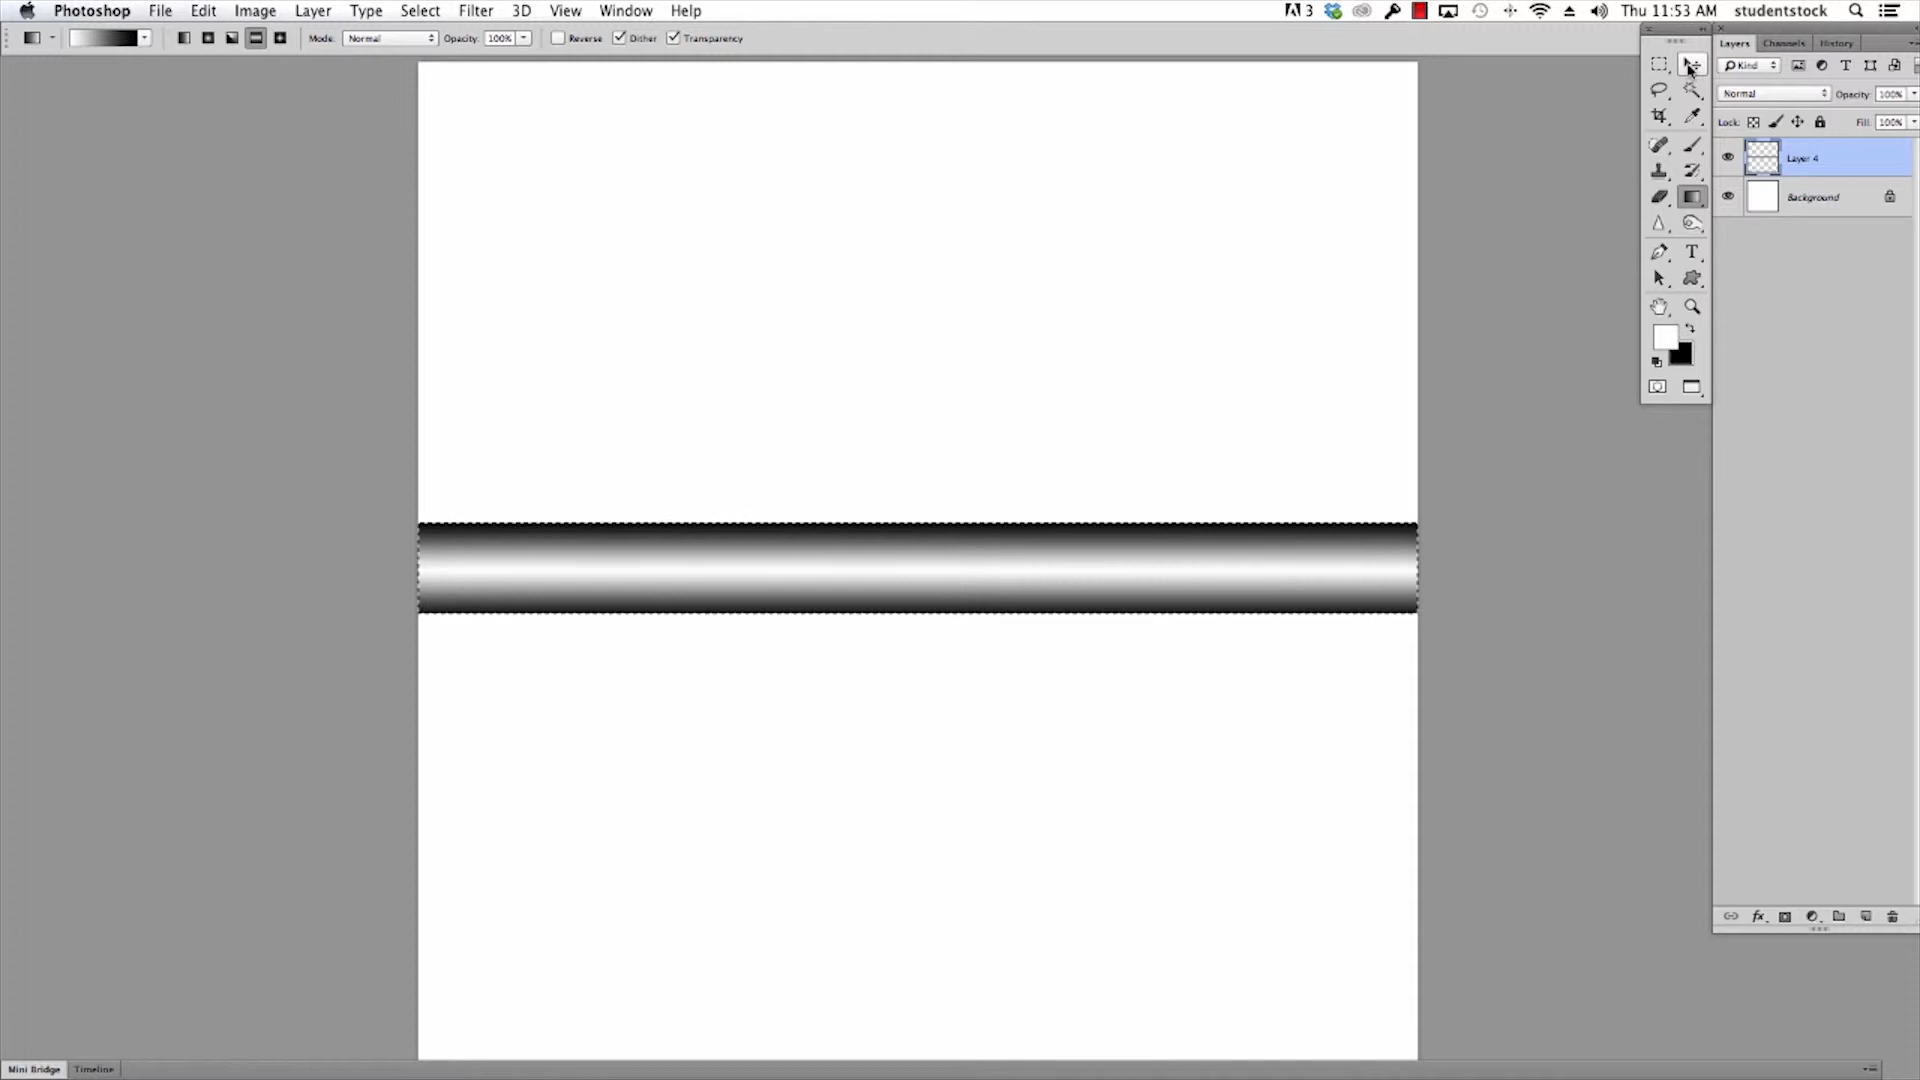 Photoshop File Edit Image Layer Type Select Filter 3D View Window Help 3 Thu 11:53 AM studentstock
Mode: Normal Opacity: 100% Reverse Dither Transparency
Layers Channels History
Kind T
Normal Opacity: 100%
Lock: Fill: 100%
Layer 4
Background
T
fx
Mini Bridge Timeline